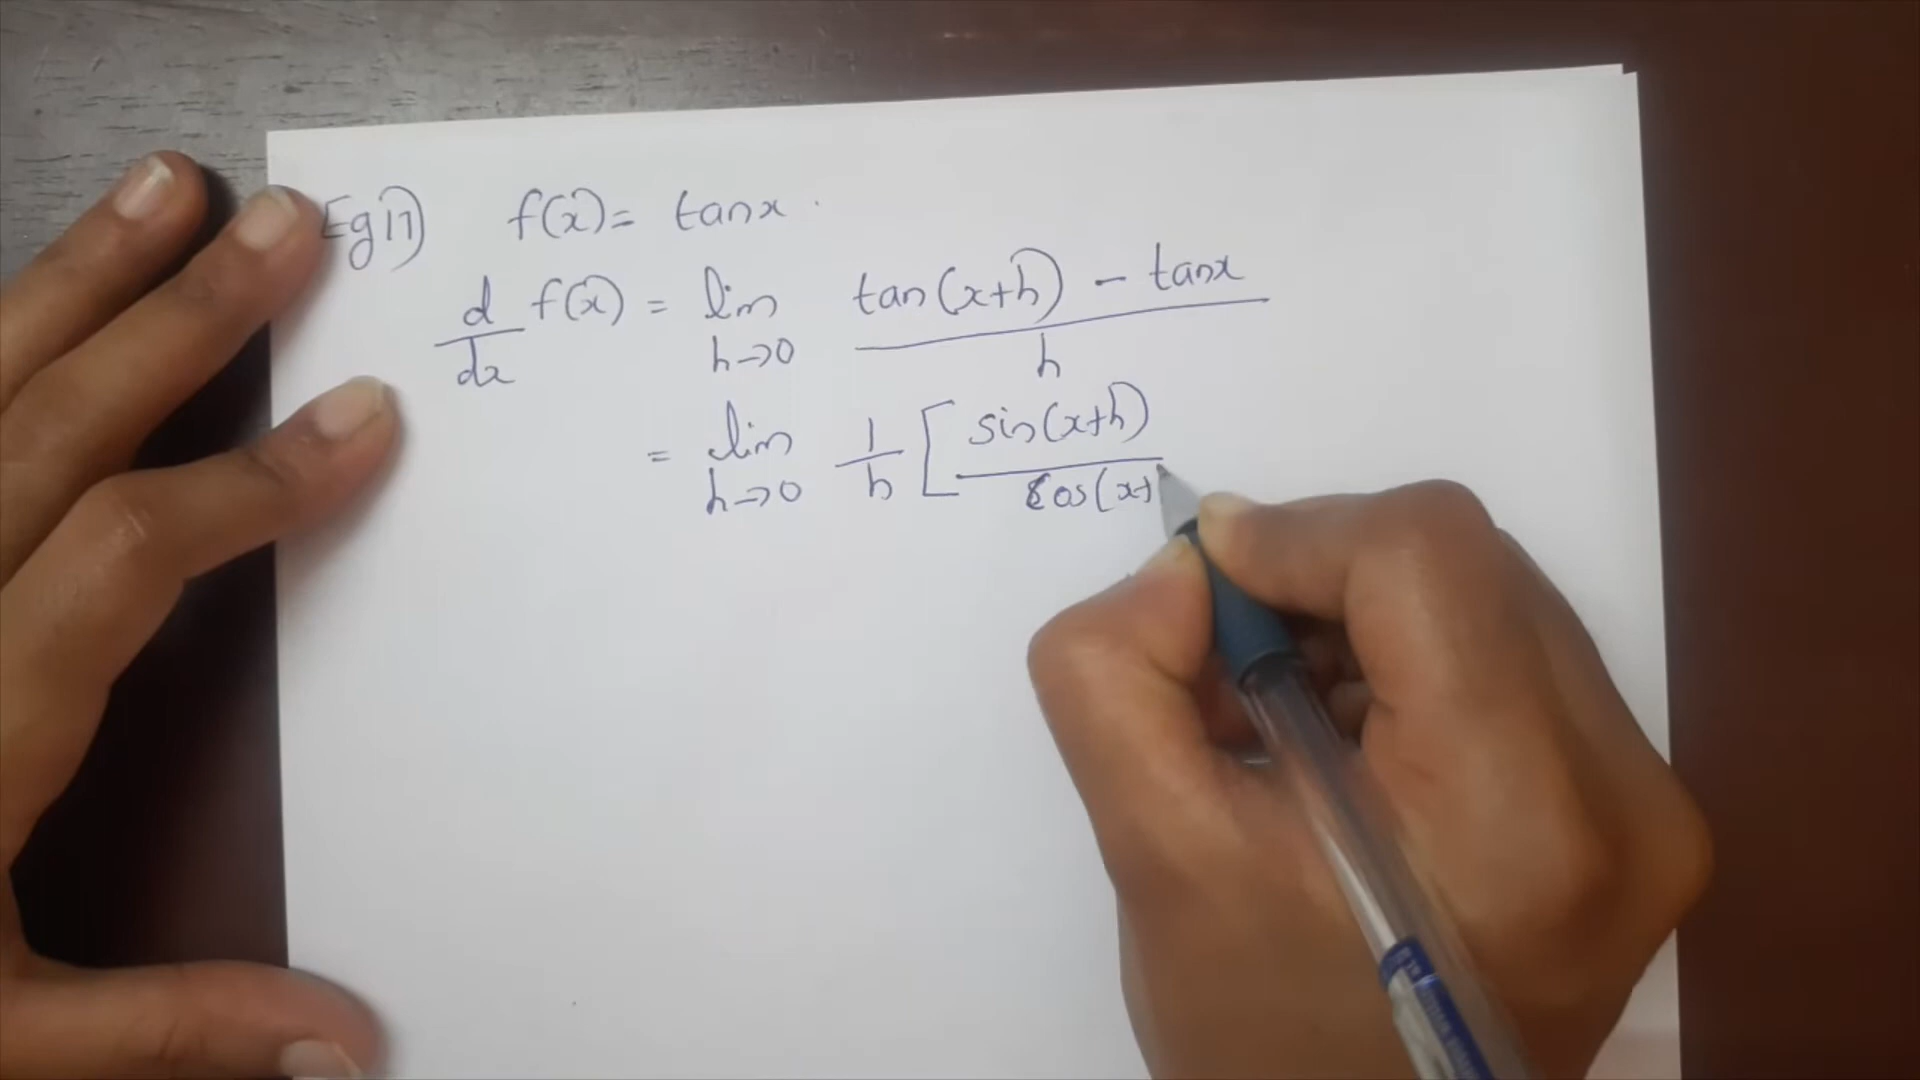 Eg 17) f(x) = tanx.
d/dx f(x) = lim h→0 tan(x+h) - tanx / h
= lim h→0 1/h [ sin(x+h) / cos(x+